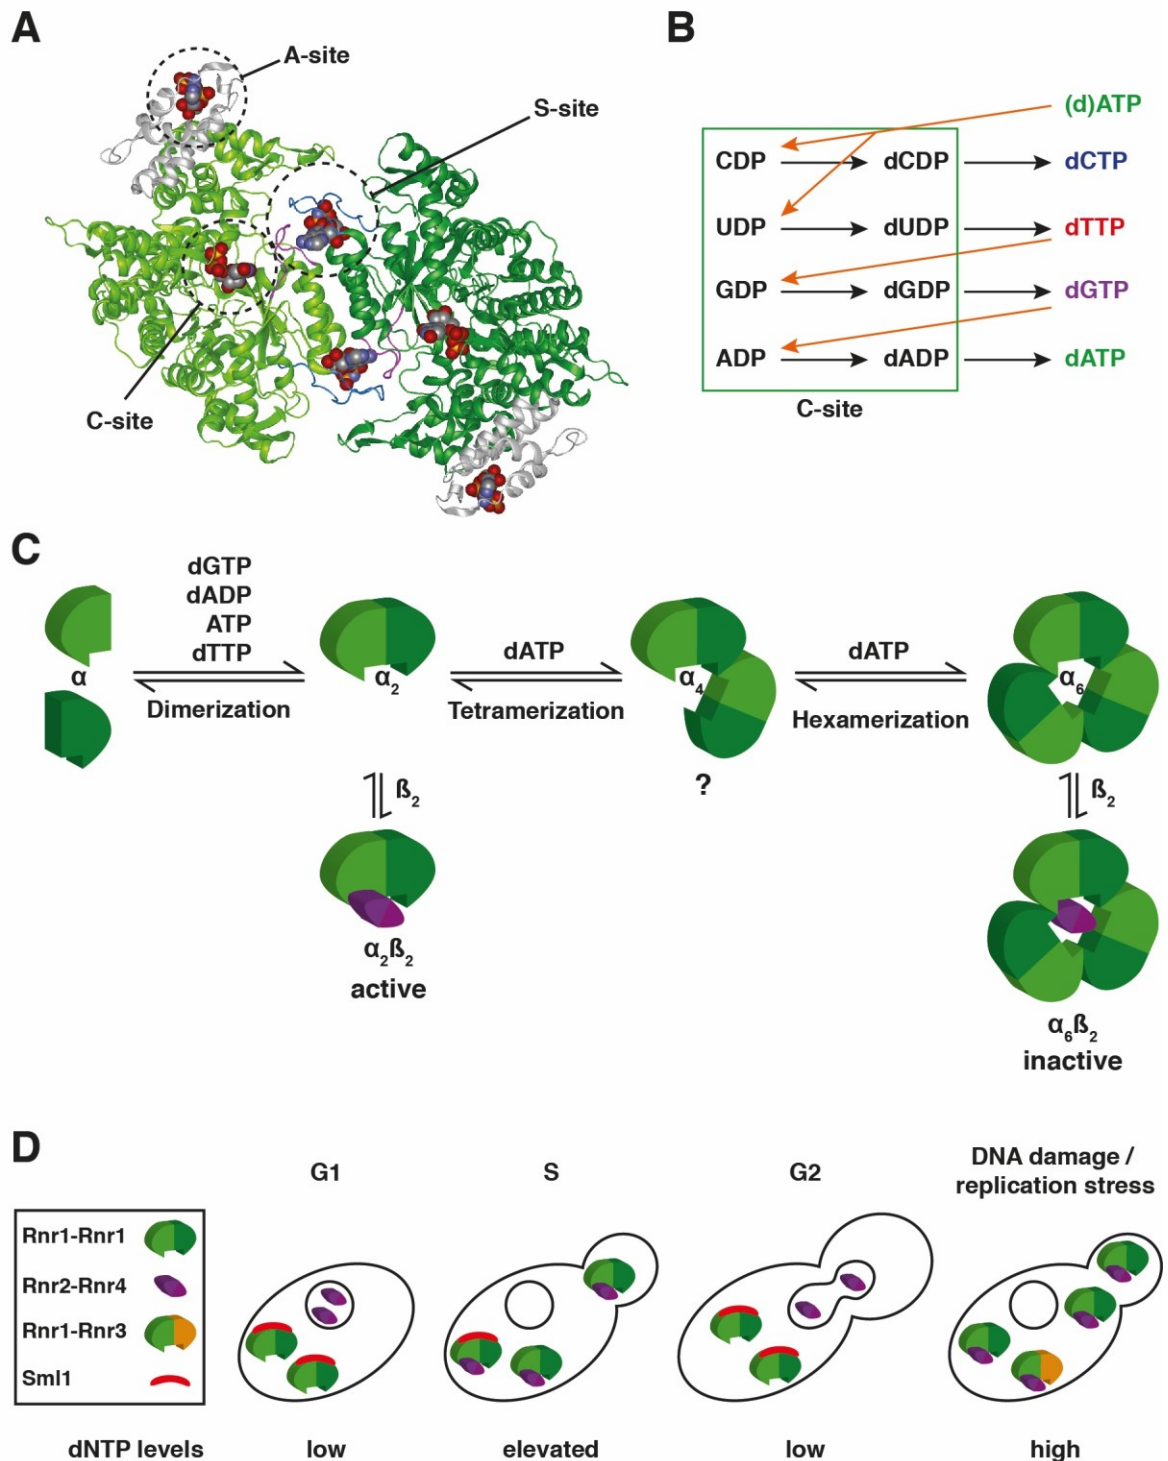 A
A-site
S-site
C-site
B
(d)ATP
CDP dCDP dCTP
UDP dUDP dTTP
GDP dGDP dGTP
ADP dADP dATP
C-site
C
dGTP
dADP
ATP
dTTP
Dimerization
α
α2
dATP
Tetramerization
α4
?
dATP
Hexamerization
α6
ß2
α2ß2
active
ß2
α6ß2
inactive
D
Rnr1-Rnr1
Rnr2-Rnr4
Rnr1-Rnr3
Sml1
G1
S
G2
DNA damage /
replication stress
dNTP levels low elevated low high